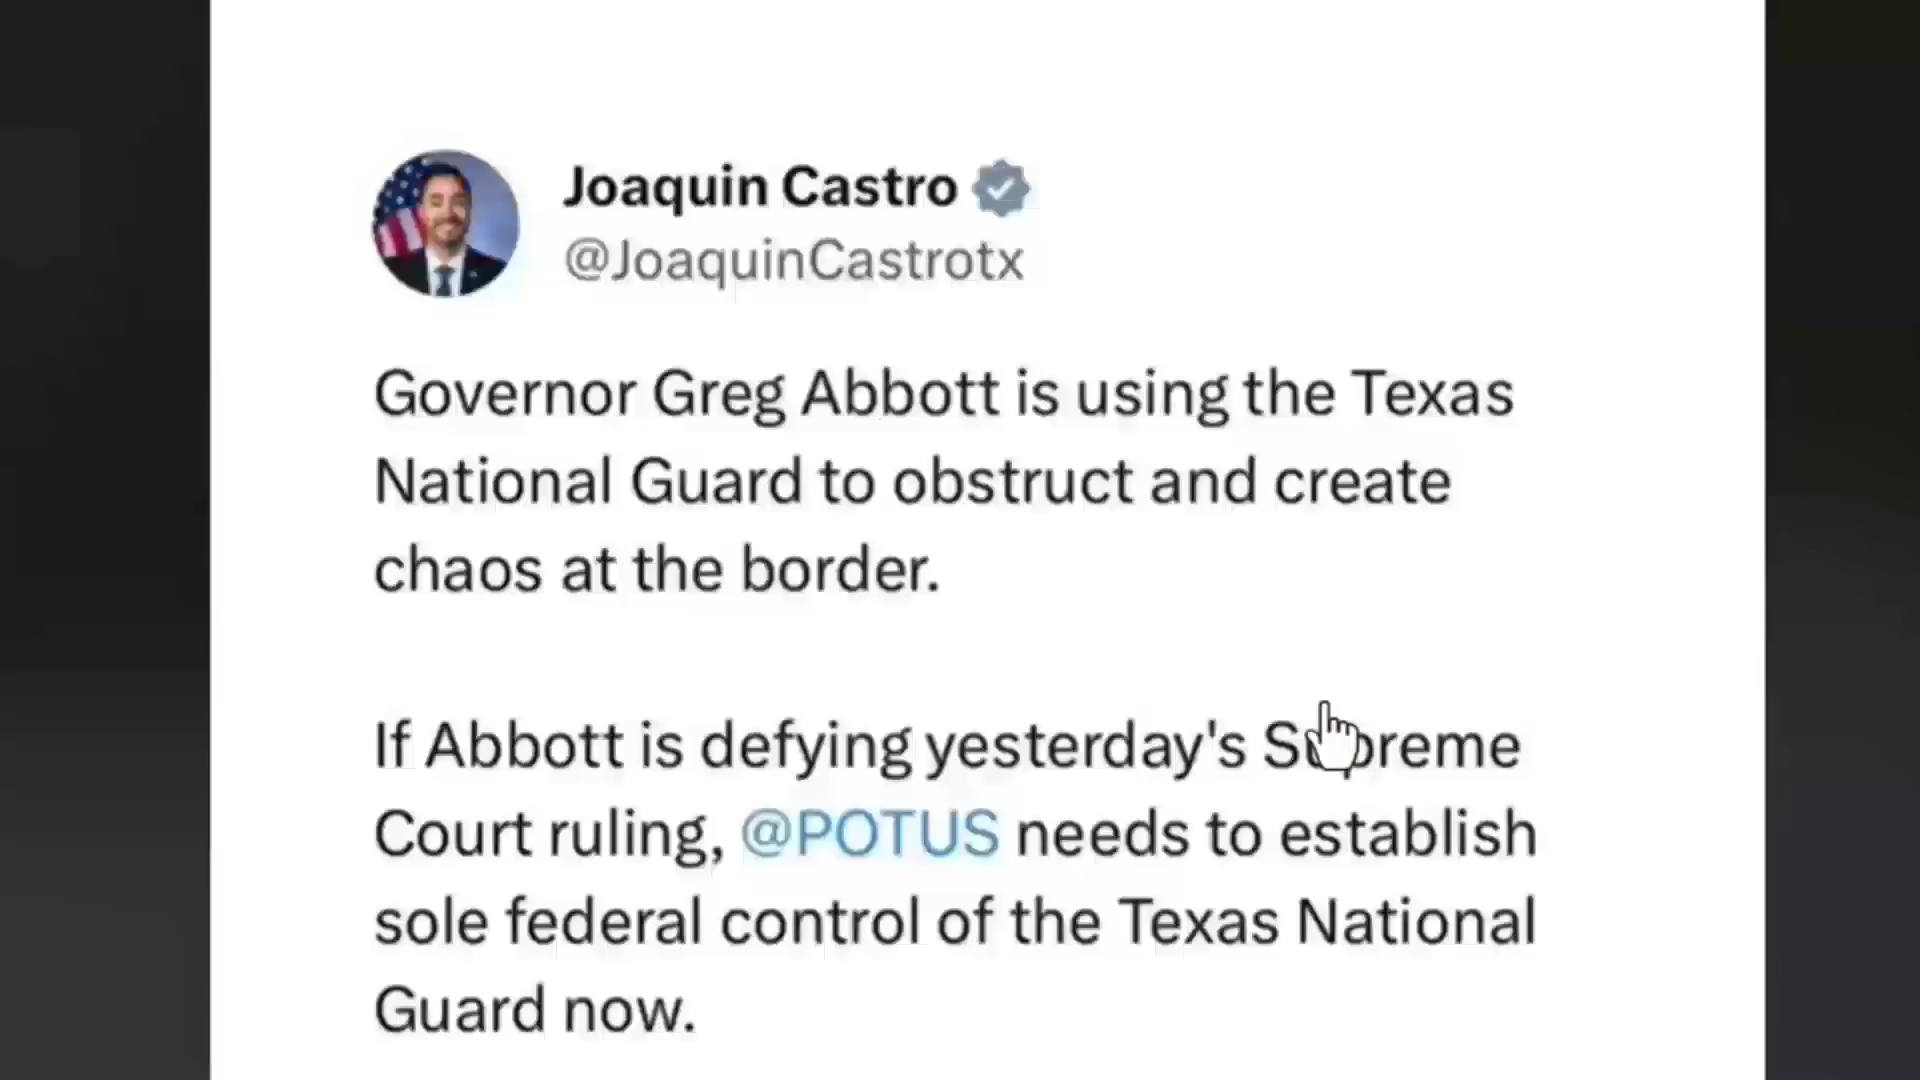 Joaquin Castro
@JoaquinCastrotx
Governor Greg Abbott is using the Texas
National Guard to obstruct and create
chaos at the border.
If Abbott is defying yesterday's Supreme
Court ruling, @POTUS needs to establish
sole federal control of the Texas National
Guard now.